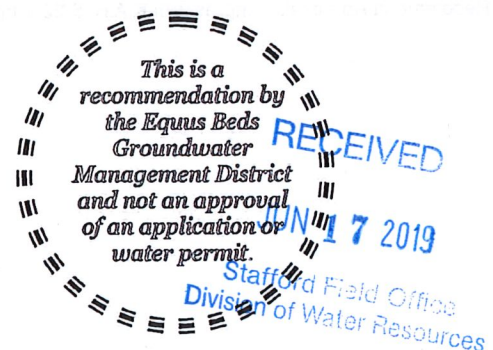 This is a
recommendation by
the Equus Beds
Groundwater
Management District
and not an approval
of an application or
water permit.
RECEIVED
JUN 17 2019
Stafford Field Office
Division of Water Resources